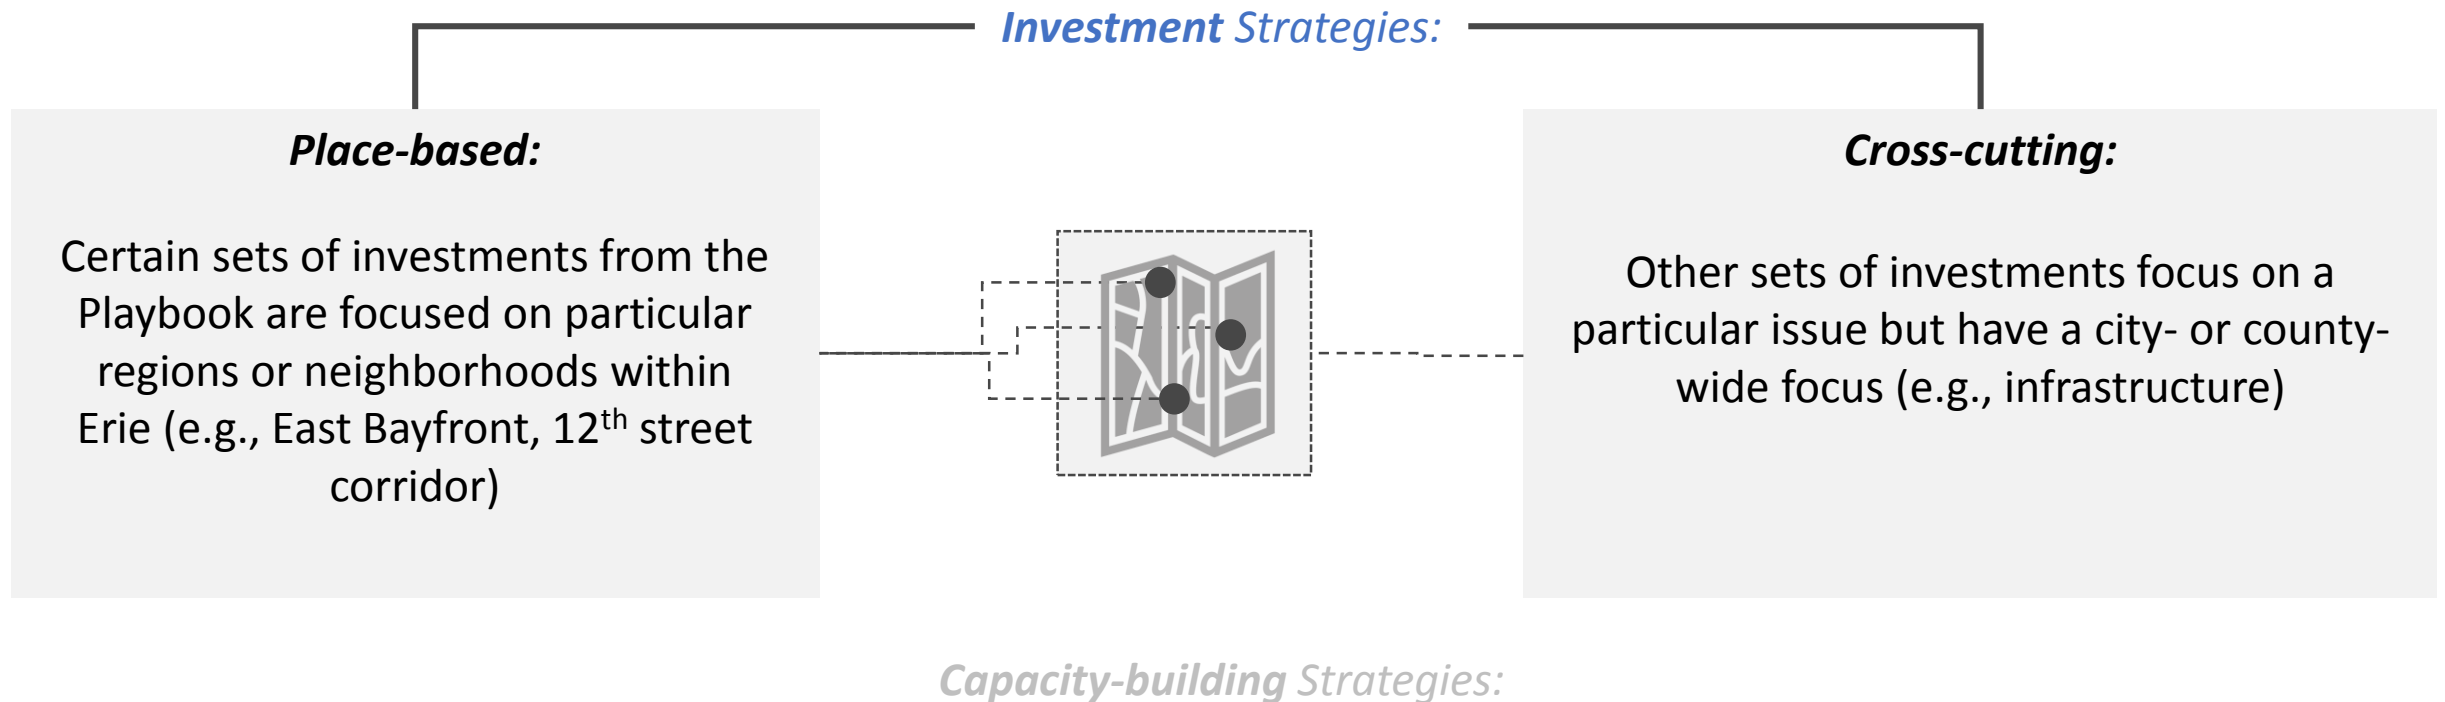 Investment Strategies:
Place-based:
Certain sets of investments from the
Playbook are focused on particular
regions or neighborhoods within
Erie (e.g., East Bayfront, 12th street
corridor)
Cross-cutting:
Other sets of investments focus on a
particular issue but have a city- or county-
wide focus (e.g., infrastructure)
Capacity-building Strategies: